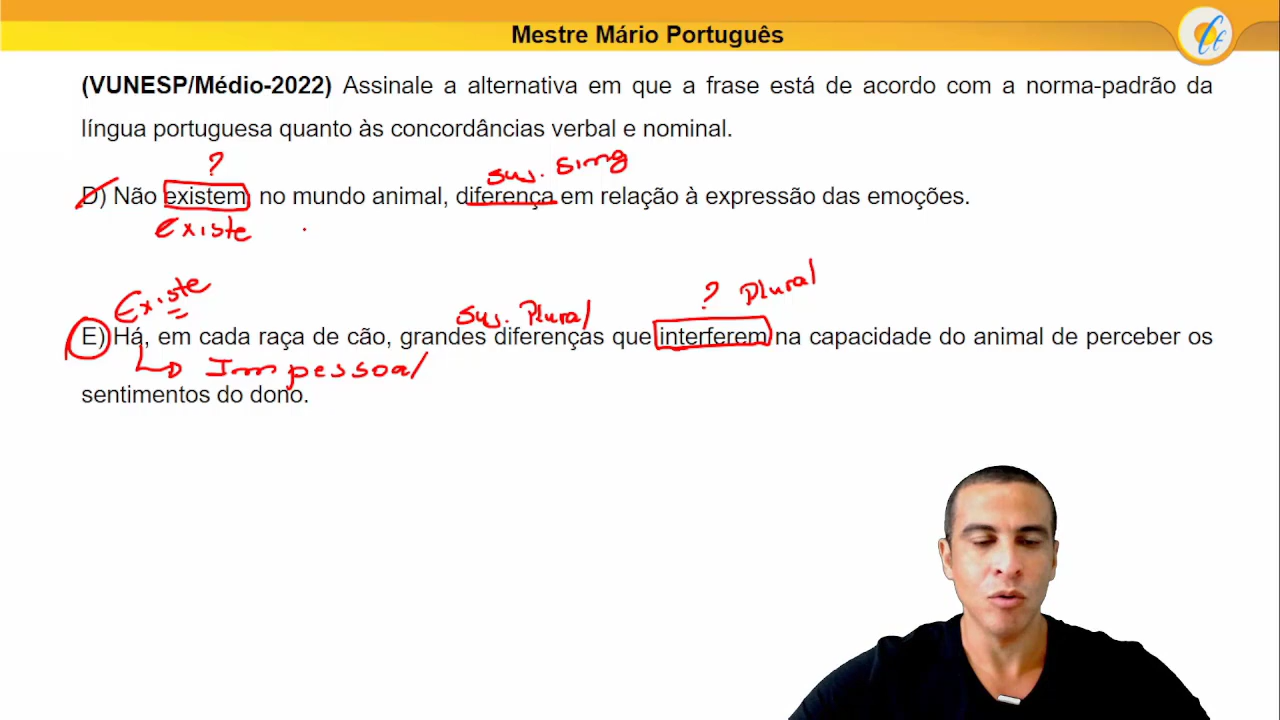 Mestre Mário Português
(VUNESP/Médio-2022) Assinale a alternativa em que a frase está de acordo com a norma-padrão da
língua portuguesa quanto às concordâncias verbal e nominal.
? sus. sing
D) Não existem no mundo animal, diferença em relação à expressão das emoções.
Existe
Existe sus. Plural ? Plural
E) Há, em cada raça de cão, grandes diferenças que interferem na capacidade do animal de perceber os
Impessoal
sentimentos do dono.